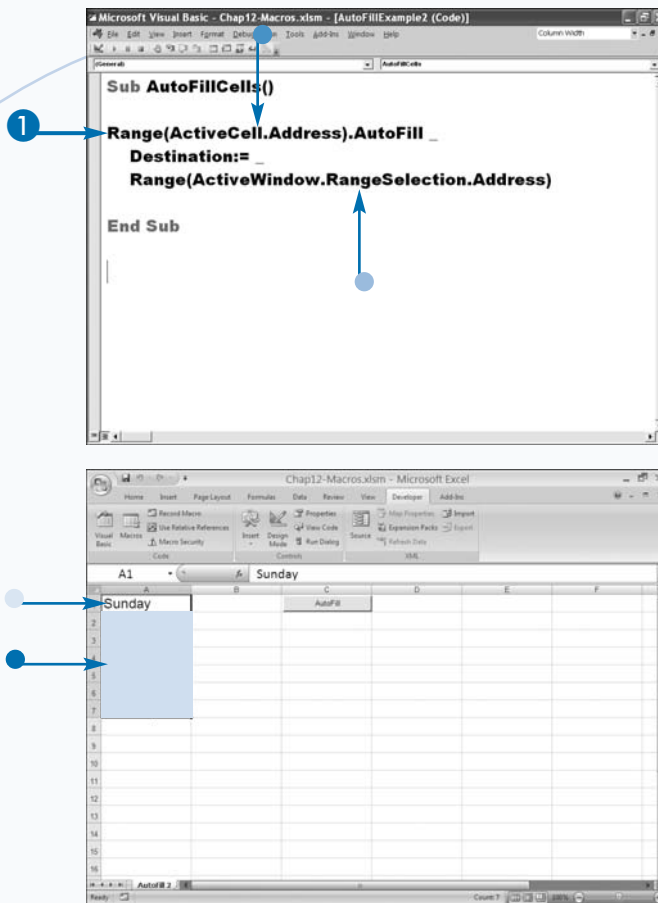 Microsoft Visual Basic - Chap12-Macros.xlsm - [AutoFillExample2 (Code)]
File Edit View Insert Format Debug Tools Add-Ins Window Help
Column Width
(General)
AutoFillCells
Sub AutoFillCells()
1
Range(ActiveCell.Address).AutoFill _
Destination:= _
Range(ActiveWindow.RangeSelection.Address)
End Sub
Chap12-Macros.xlsm - Microsoft Excel
Home Insert Page Layout Formulas Data Review View Developer Add-Ins
Visual Basic
Macros
Record Macro
Use Relative References
Macro Security
Code
Insert
Design Mode
Properties
View Code
Run Dialog
Controls
Source
Map Properties
Expansion Packs
Refresh Data
Import
Export
XML
A1
fx
Sunday
A B C D E F
Sunday
AutoFill
2
3
4
5
6
7
8
9
10
11
12
13
14
15
16
AutoFill 2
Ready
Count: 7
100%